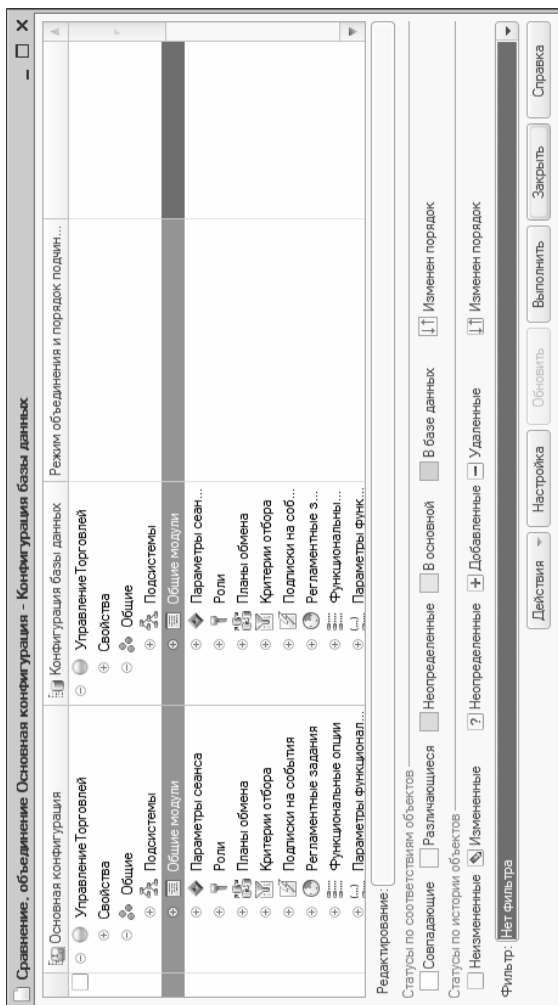 Сравнение, объединение Основная конфигурация - Конфигурация базы данных
Основная конфигурация Конфигурация базы данных Режим объединения и порядок подчин...
УправлениеТорговлей УправлениеТорговлей
Свойства Свойства
Общие Общие
Подсистемы Подсистемы
Общие модули Общие модули
Параметры сеанса Параметры сеан...
Роли Роли
Планы обмена Планы обмена
Критерии отбора Критерии отбора
Подписки на события Подписки на соб...
Регламентные задания Регламентные з...
Функциональные опции Функциональны...
Параметры функционал... Параметры функ...
Редактирование:
Статусы по соответствиям объектов
Совпадающие Различающиеся Неопределенные В основной В базе данных Изменен порядок
Статусы по истории объектов
Неизмененные Измененные ? Неопределенные + Добавленные − Удаленные Изменен порядок
Фильтр: Нет фильтра
Действия Настройка Обновить Выполнить Закрыть Справка